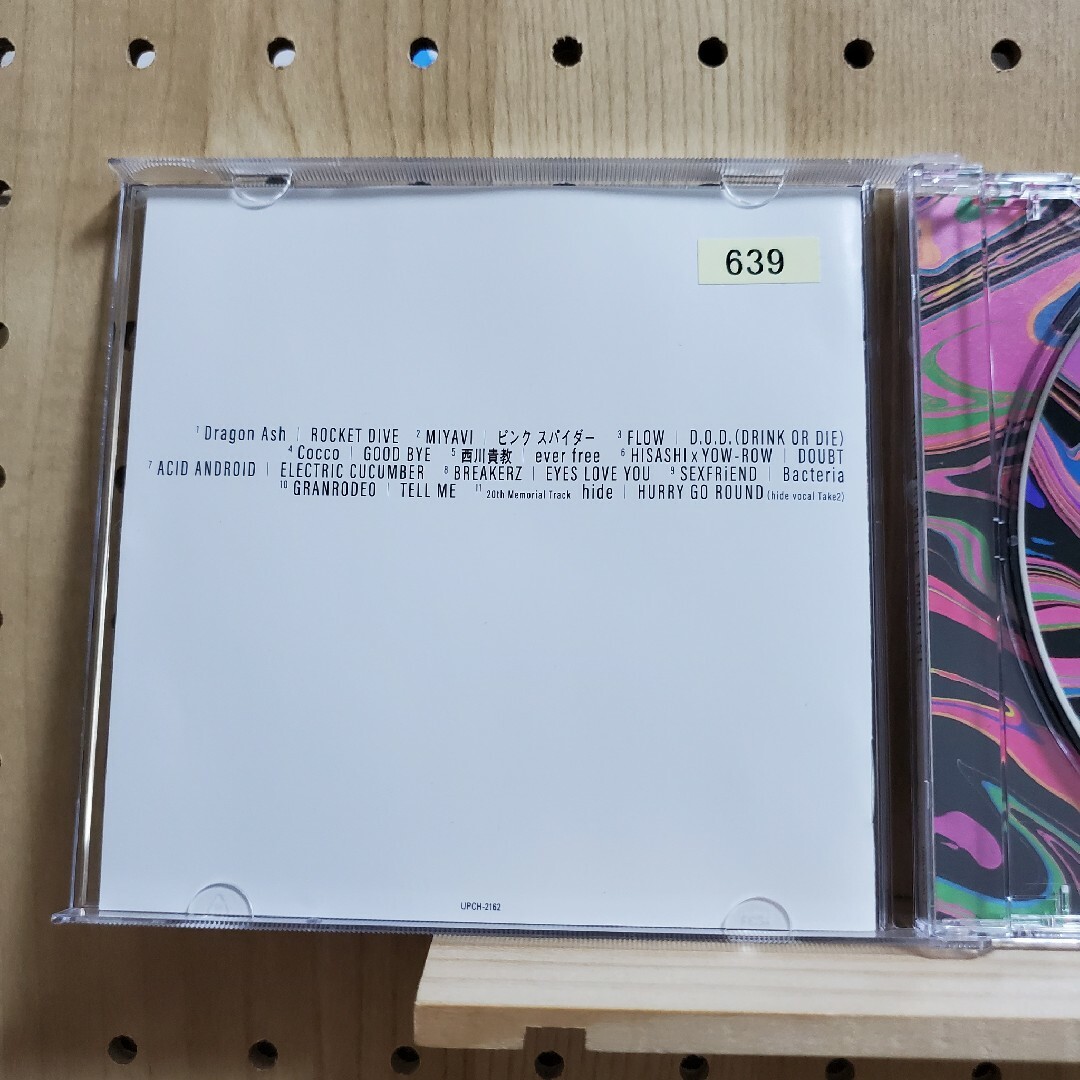 639
1 Dragon Ash | ROCKET DIVE 2 MIYAVI | ピンク スパイダー 3 FLOW | D.O.D.(DRINK OR DIE)
4 Cocco | GOOD BYE 5 西川貴教 | ever free 6 HISASHI x YOW-ROW | DOUBT
7 ACID ANDROID | ELECTRIC CUCUMBER 8 BREAKERZ | EYES LOVE YOU 9 SEXFRiEND | Bacteria
10 GRANRODEO | TELL ME 11 20th Memorial Track hide | HURRY GO ROUND (hide vocal Take2)
UPCH-2162